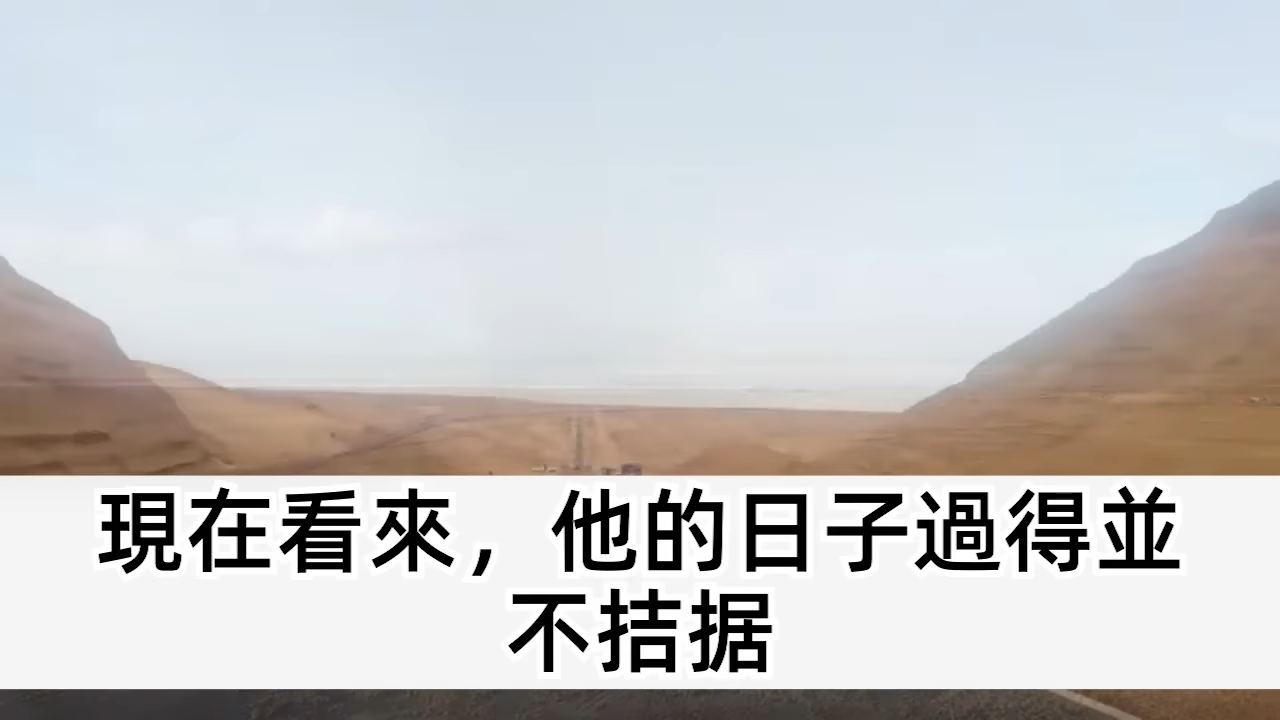 現在看來，他的日子過得並
不拮据